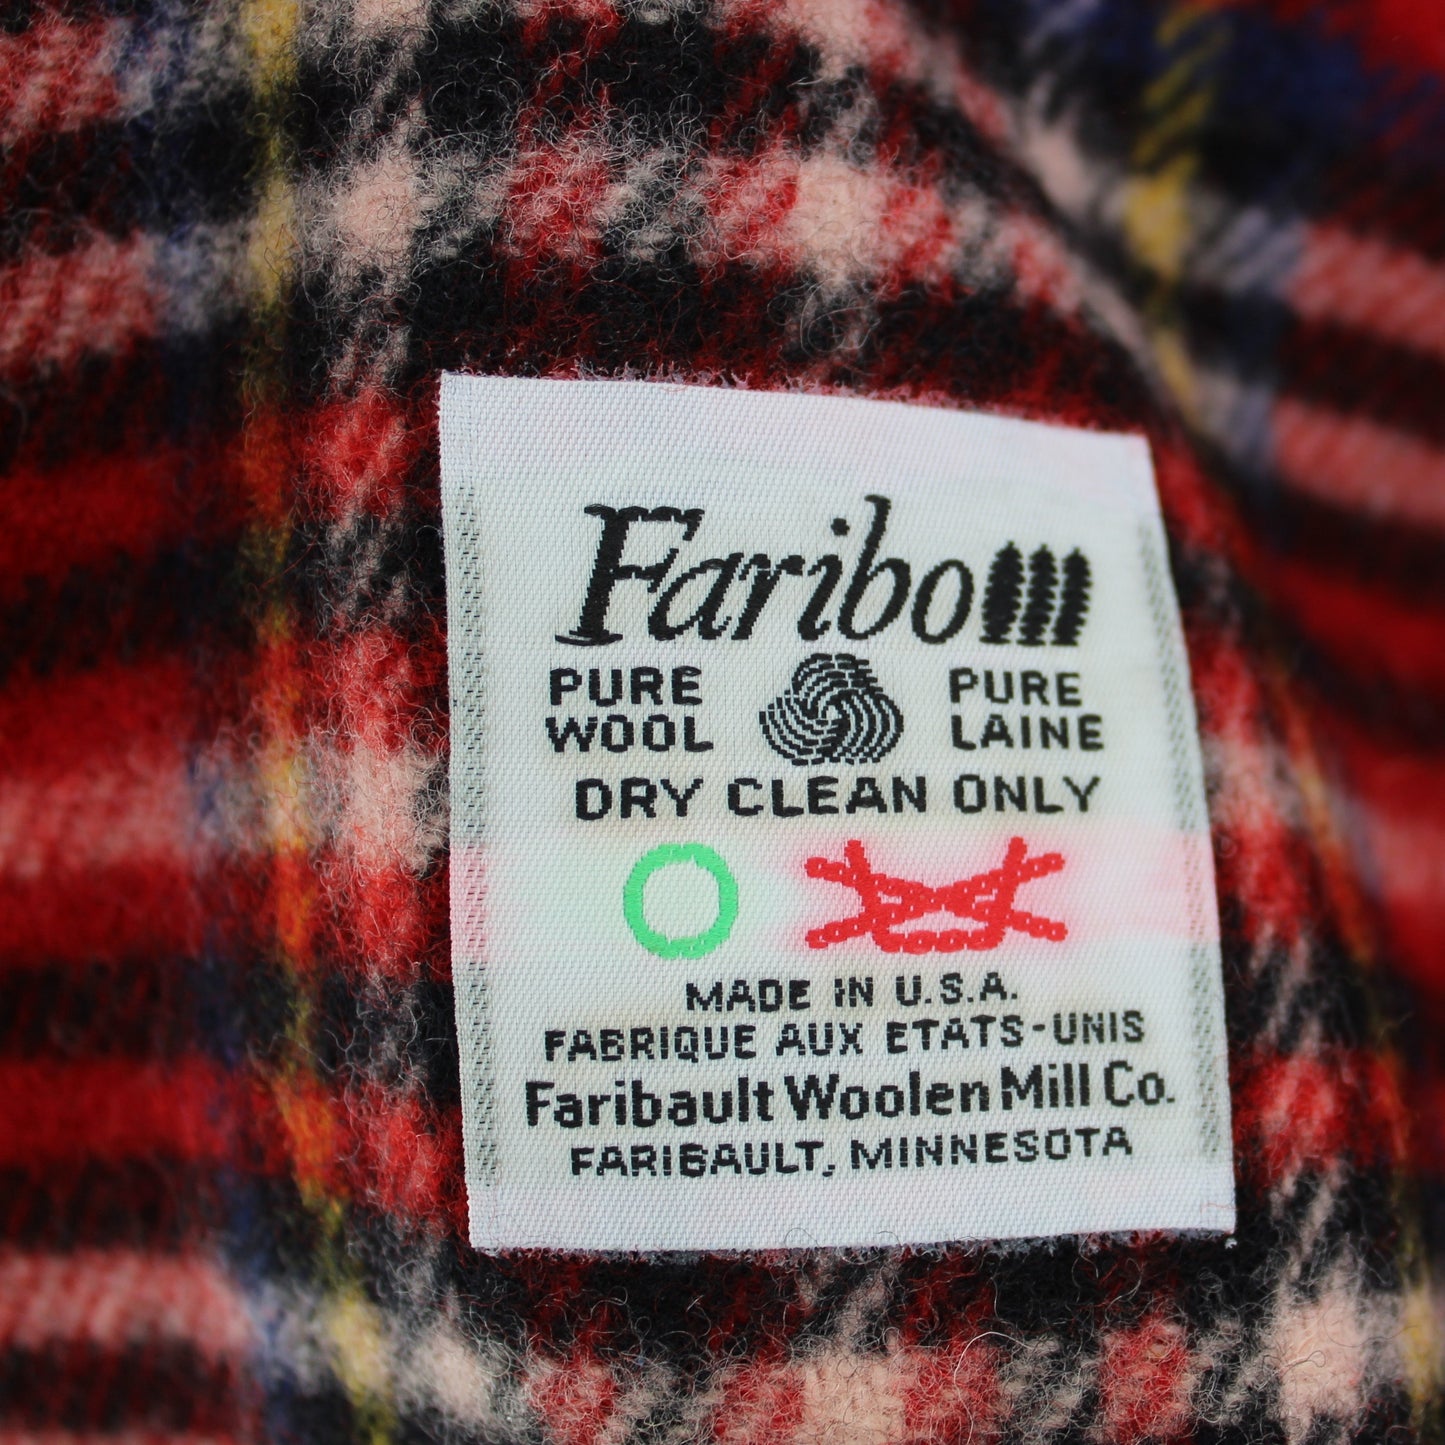 Faribo
PURE WOOL PURE LAINE
DRY CLEAN ONLY
MADE IN U.S.A.
FABRIQUE AUX ETATS-UNIS
Faribault Woolen Mill Co.
FARIBAULT, MINNESOTA